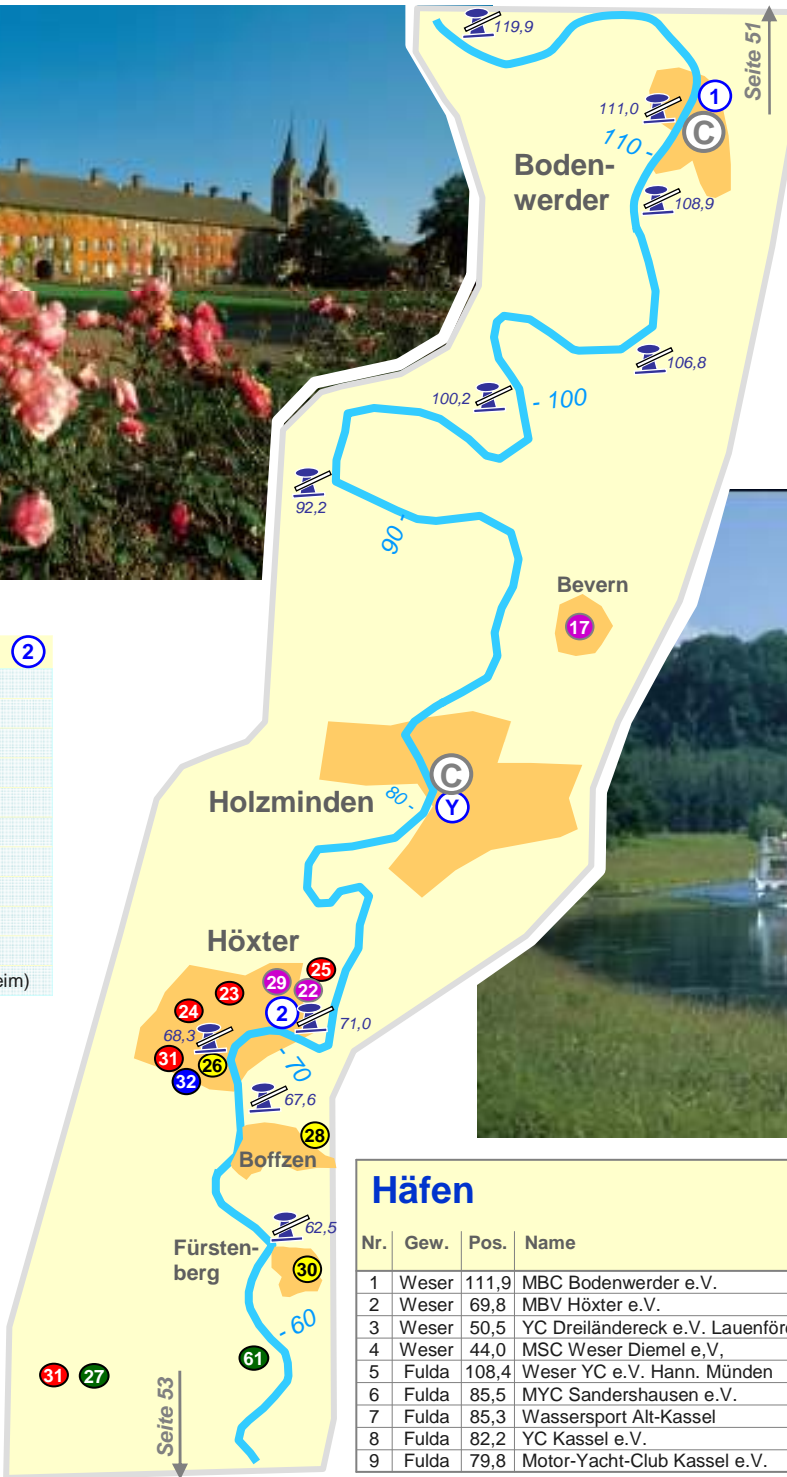 119,9
Seite 51
1
111,0
C
110 -
Boden-
werder
108,9
106,8
100,2
- 100
92,2
90 -
Bevern
17
2
C
Holzminden
80 -
Y
eim)
Höxter
25
29
22
23
24
2
71,0
68,3
31
26
- 70
32
67,6
28
Boffzen
62,5
Fürsten-
berg
30
- 60
61
31
27
Seite 53
Häfen
Nr. Gew. Pos. Name
1 Weser 111,9 MBC Bodenwerder e.V.
2 Weser 69,8 MBV Höxter e.V.
3 Weser 50,5 YC Dreiländereck e.V. Lauenförd
4 Weser 44,0 MSC Weser Diemel e,V,
5 Fulda 108,4 Weser YC e.V. Hann. Münden
6 Fulda 85,5 MYC Sandershausen e.V.
7 Fulda 85,3 Wassersport Alt-Kassel
8 Fulda 82,2 YC Kassel e.V.
9 Fulda 79,8 Motor-Yacht-Club Kassel e.V.